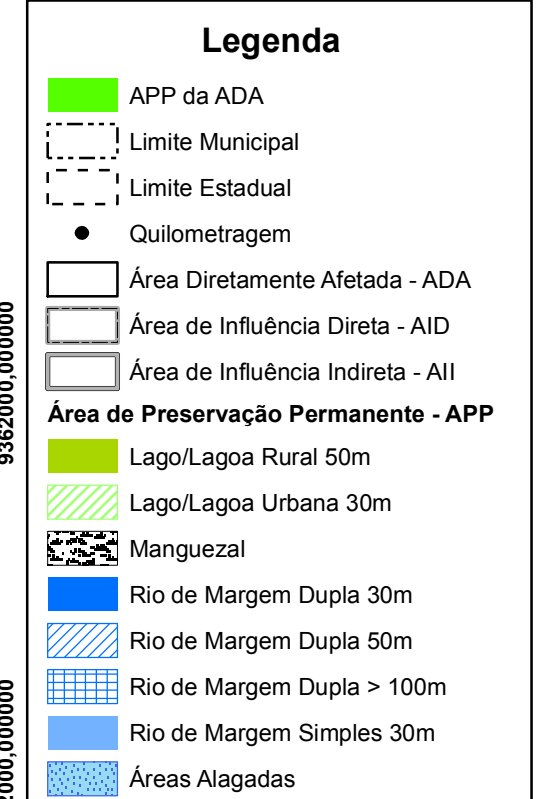 Legenda
APP da ADA
Limite Municipal
Limite Estadual
Quilometragem
Área Diretamente Afetada - ADA
Área de Influência Direta - AID
Área de Influência Indireta - AII
Área de Preservação Permanente - APP
Lago/Lagoa Rural 50m
Lago/Lagoa Urbana 30m
Manguezal
Rio de Margem Dupla 30m
Rio de Margem Dupla 50m
Rio de Margem Dupla > 100m
Rio de Margem Simples 30m
Áreas Alagadas
9362000,000000
2000,000000